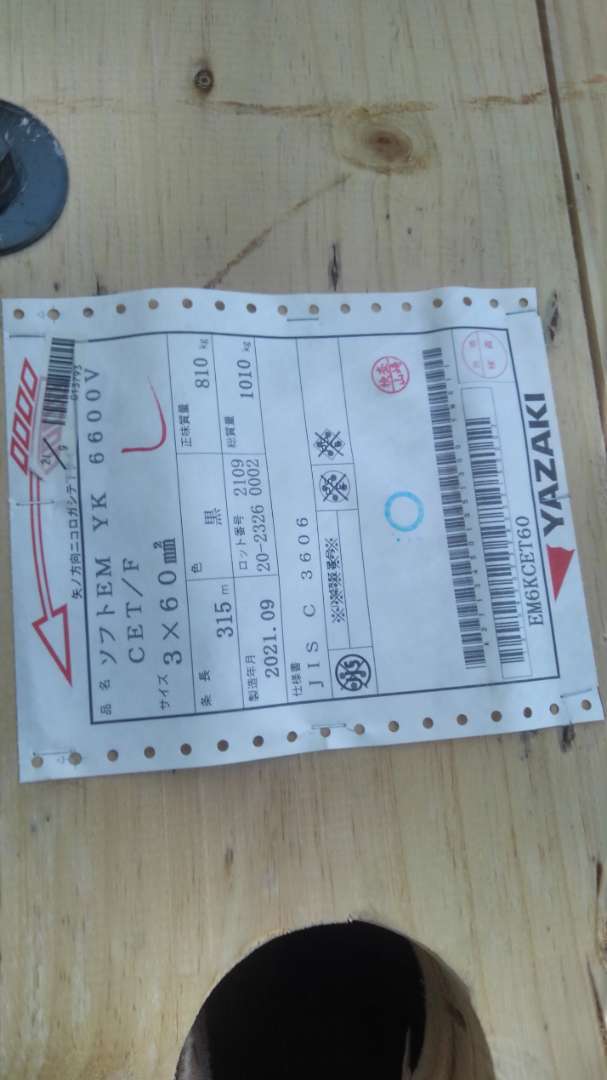 矢ノ方向ニコロガシテ
21
9
013793
品 名 ソフトEM YK 6600V
CET/F
サイズ 3×60mm²
条 長 315 m
色 黒
正味質量 810 kg
製造年月 2021.09
ロット番号 2109
20-2326 0002
総質量 1010 kg
仕様書
JIS C 3606
EM6KCET60
YAZAKI